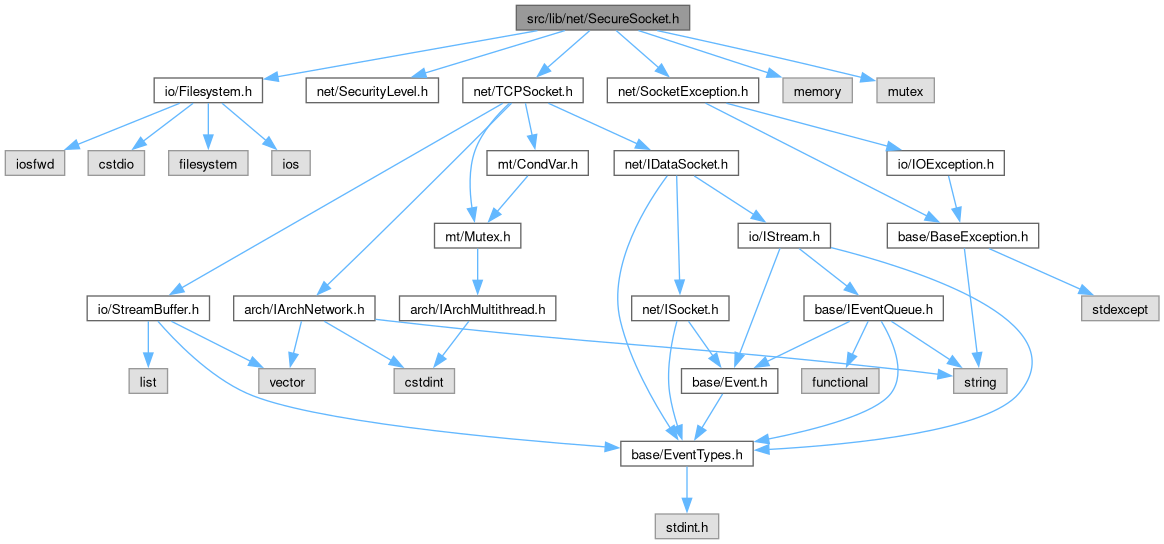 src/lib/net/SecureSocket.h
io/Filesystem.h
net/SecurityLevel.h
net/TCPSocket.h
net/SocketException.h
memory
mutex
iosfwd
cstdio
filesystem
ios
mt/CondVar.h
net/IDataSocket.h
io/IOException.h
mt/Mutex.h
io/IStream.h
base/BaseException.h
io/StreamBuffer.h
arch/IArchNetwork.h
arch/IArchMultithread.h
net/ISocket.h
base/IEventQueue.h
stdexcept
list
vector
cstdint
base/Event.h
functional
string
base/EventTypes.h
stdint.h